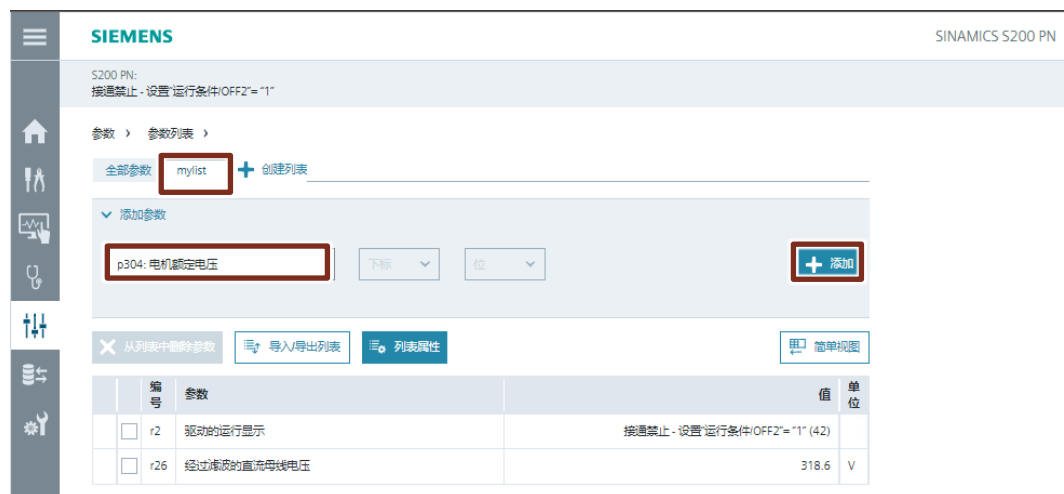 SIEMENS
SINAMICS S200 PN
S200 PN:
接通禁止 - 设置"运行条件/OFF2"= "1"
参数 › 参数列表 ›
全部参数 mylist + 创建列表
添加参数
p304: 电机额定电压 下标 位 + 添加
从列表中删除参数 导入/导出列表 列表属性 简单视图
编号 参数 值 单位
r2 驱动的运行显示 接通禁止 - 设置"运行条件/OFF2"= "1" (42)
r26 经过滤波的直流母线电压 318.6 V